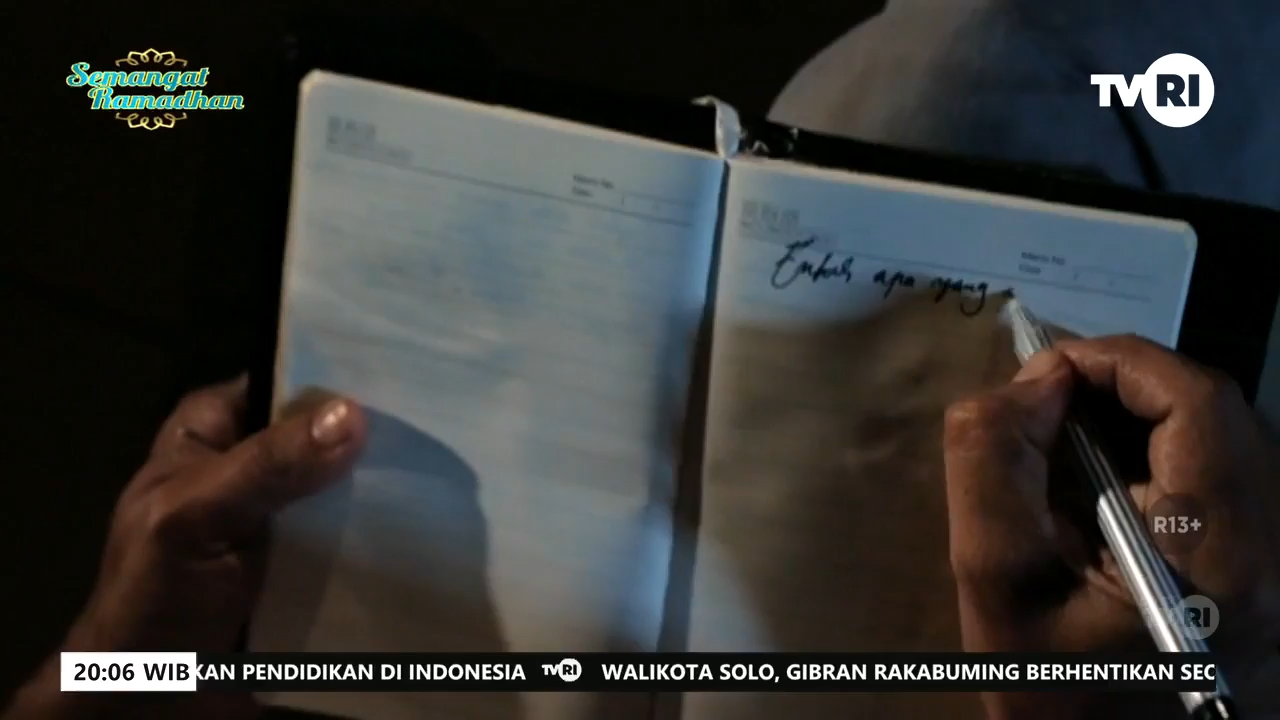 Semangat
Ramadhan
TVRI
Entah apa yang
R13+
TVRI
20:06 WIB KAN PENDIDIKAN DI INDONESIA TVRI WALIKOTA SOLO, GIBRAN RAKABUMING BERHENTIKAN SEC